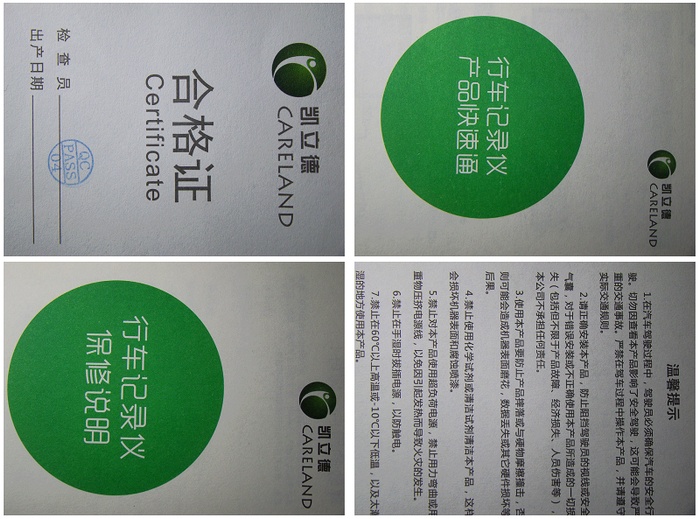 凯立德
CARELAND
合格证
Certificate
检查员
QC
PASS
04
出产日期
凯立德
CARELAND
行车记录仪
产品快速通
凯立德
CARELAND
行车记录仪
保修说明
温馨提示
1.在汽车驾驶过程中，驾驶员必须确保汽车的安全行
驶。切勿因查看本产品影响了安全驾驶，这可能会导致严
重的交通事故。严禁在驾车过程中操作本产品，并请遵守
实际交通规则。
2.请正确安装本产品，防止阻挡驾驶员的视线或安全
气囊，对于错误安装或不正确使用本产品所造成的一切损
失（包括但不限于产品故障、经济损失、人员伤害等），
本公司不承担任何责任。
3.使用本产品要防止产品摔落或与硬物摩擦撞击，否
则可能会造成机器表面磨花，数据丢失或其它硬件损坏等
后果。
4.禁止使用化学试剂或清洁试剂清洁本产品，这样
会损坏机器表面和腐蚀喷漆。
5.禁止对本产品使用超负荷电源，禁止用力弯曲或用
重物压挤电源线，以免因引起发热而导致火灾的发生。
6.禁止在手湿时拔插电源，以防触电。
7.禁止在60℃以上高温或-10℃以下低温，以及太潮
湿的地方使用本产品。